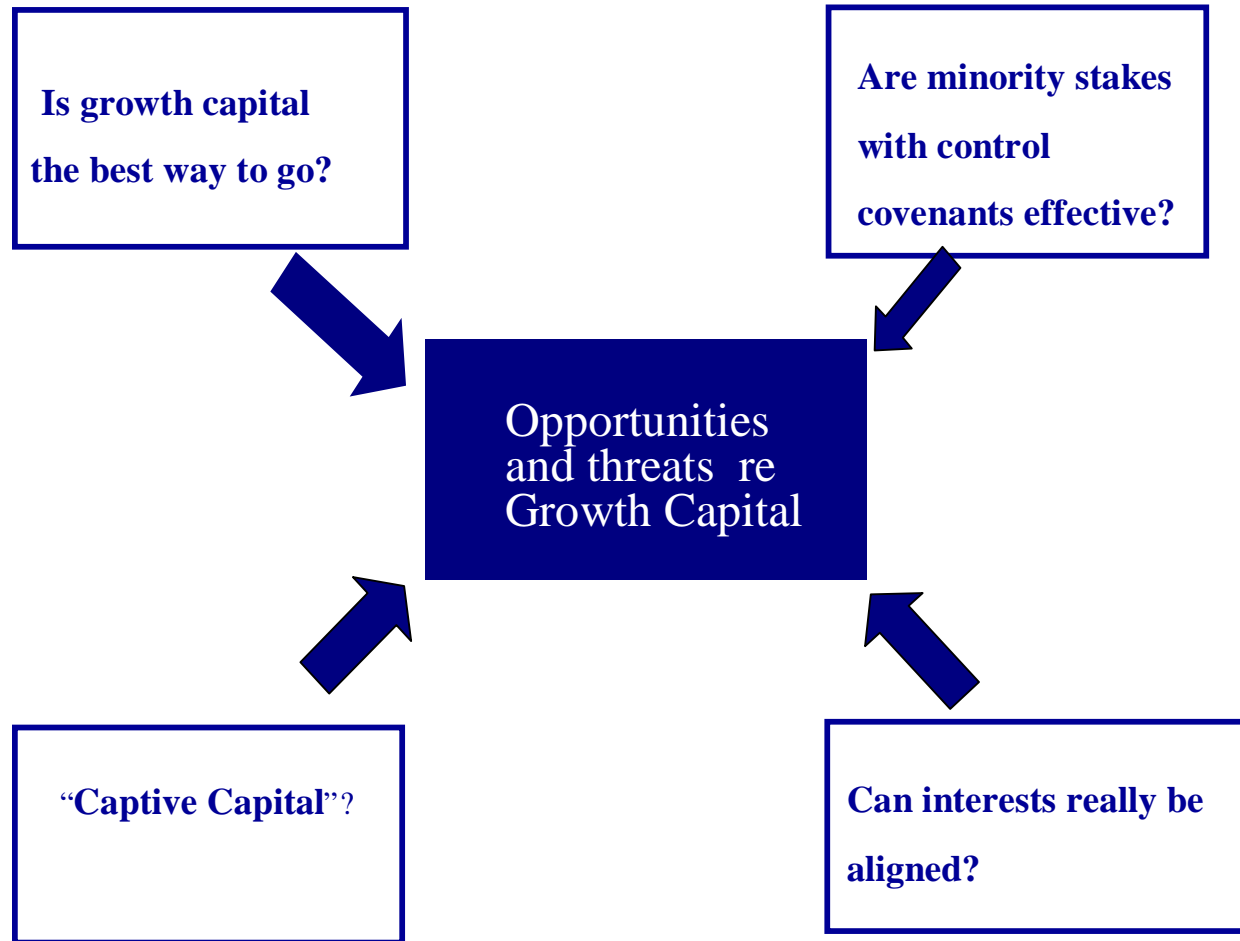 Is growth capital
the best way to go?
Are minority stakes
with control
covenants effective?
Opportunities
and threats re
Growth Capital
“Captive Capital”?
Can interests really be
aligned?